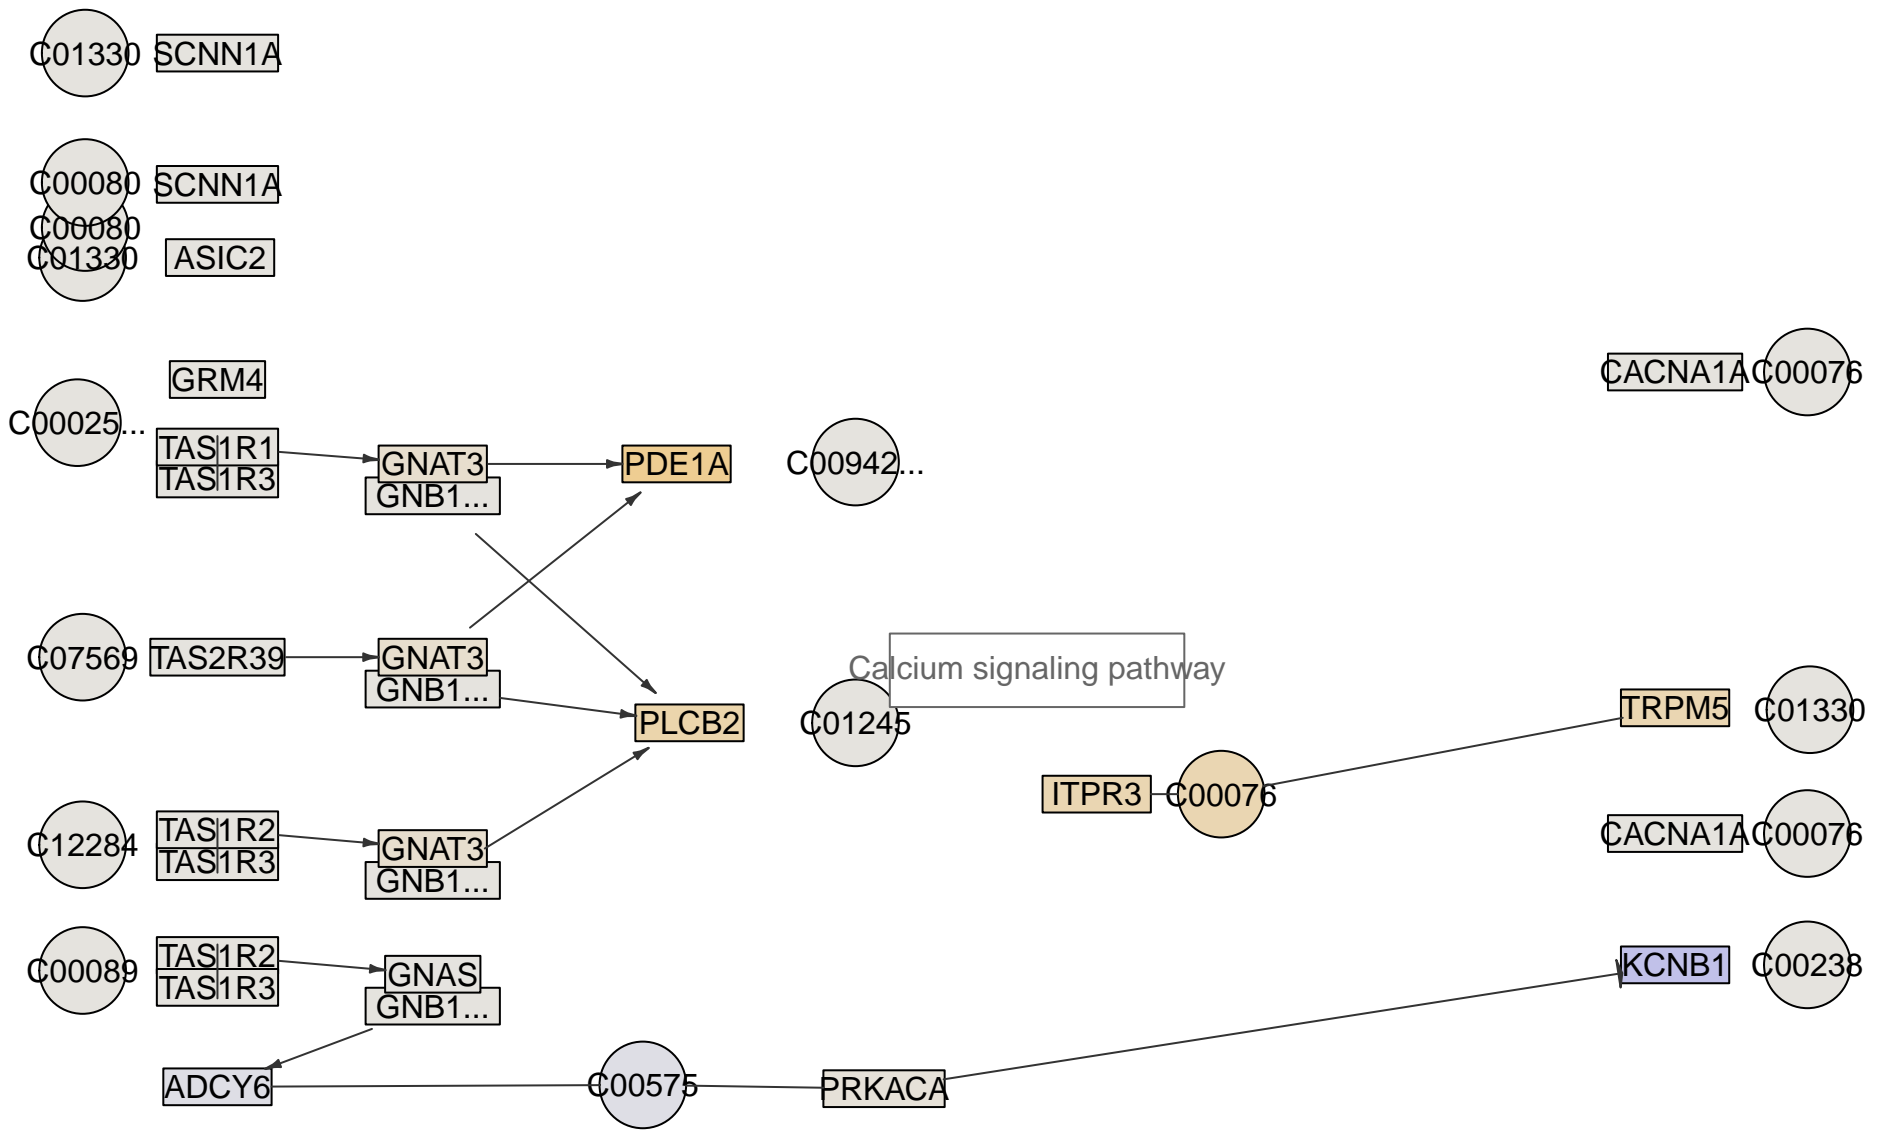 C01330 SCNN1A
C00080 SCNN1A
C00080
C01330 ASIC2
GRM4
CACNA1A C00076
C00025...
TAS1R1
TAS1R3
GNAT3
GNB1...
PDE1A
C00942...
C07569 TAS2R39
GNAT3
GNB1...
Calcium signaling pathway
PLCB2
C01245
TRPM5 C01330
ITPR3 C00076
C12284
TAS1R2
TAS1R3
GNAT3
GNB1...
CACNA1A C00076
C00089
TAS1R2
TAS1R3
GNAS
GNB1...
KCNB1 C00238
ADCY6 C00575 PRKACA